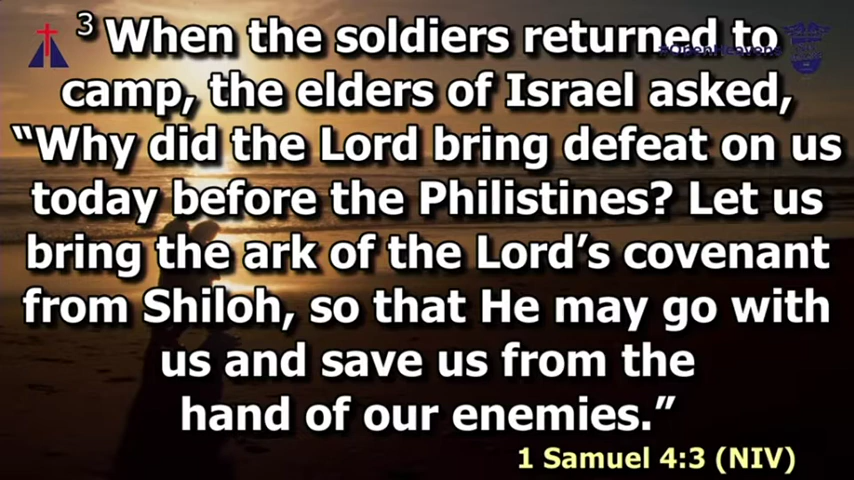 3 When the soldiers returned to
camp, the elders of Israel asked,
“Why did the Lord bring defeat on us
today before the Philistines? Let us
bring the ark of the Lord’s covenant
from Shiloh, so that He may go with
us and save us from the
hand of our enemies.”
1 Samuel 4:3 (NIV)
#OpenHeavens